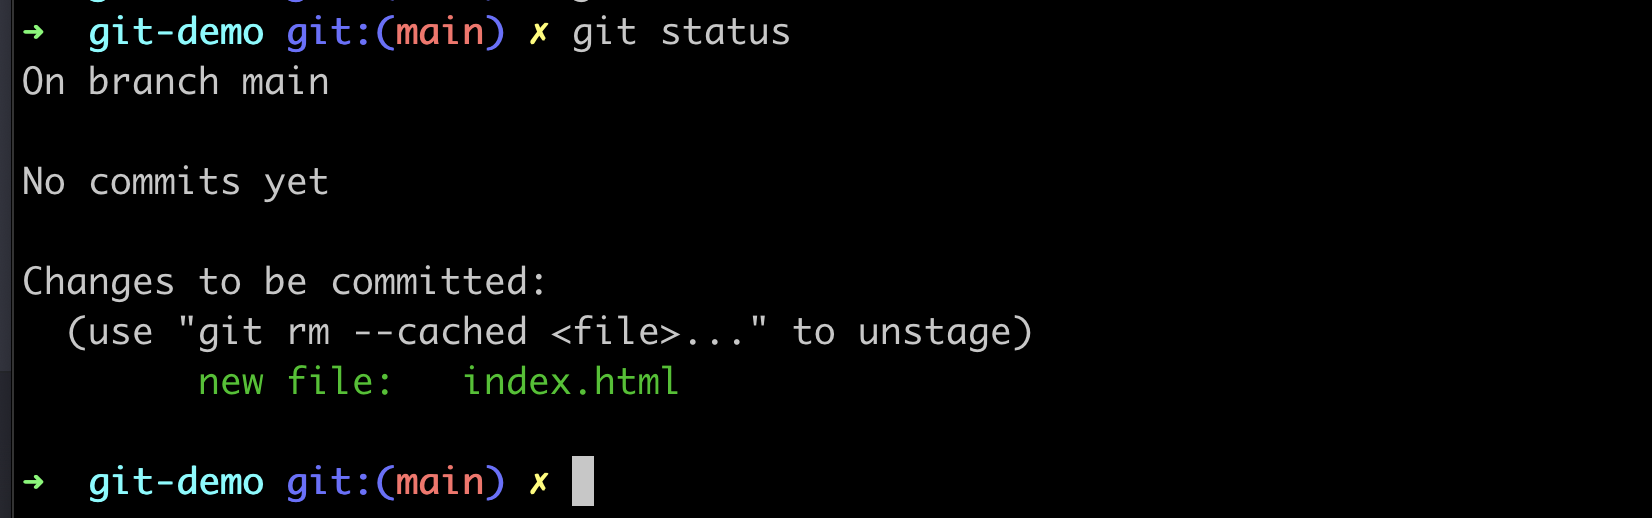 ➜  git-demo git:(main) ✗ git status
On branch main

No commits yet

Changes to be committed:
  (use "git rm --cached <file>..." to unstage)
        new file:   index.html

➜  git-demo git:(main) ✗